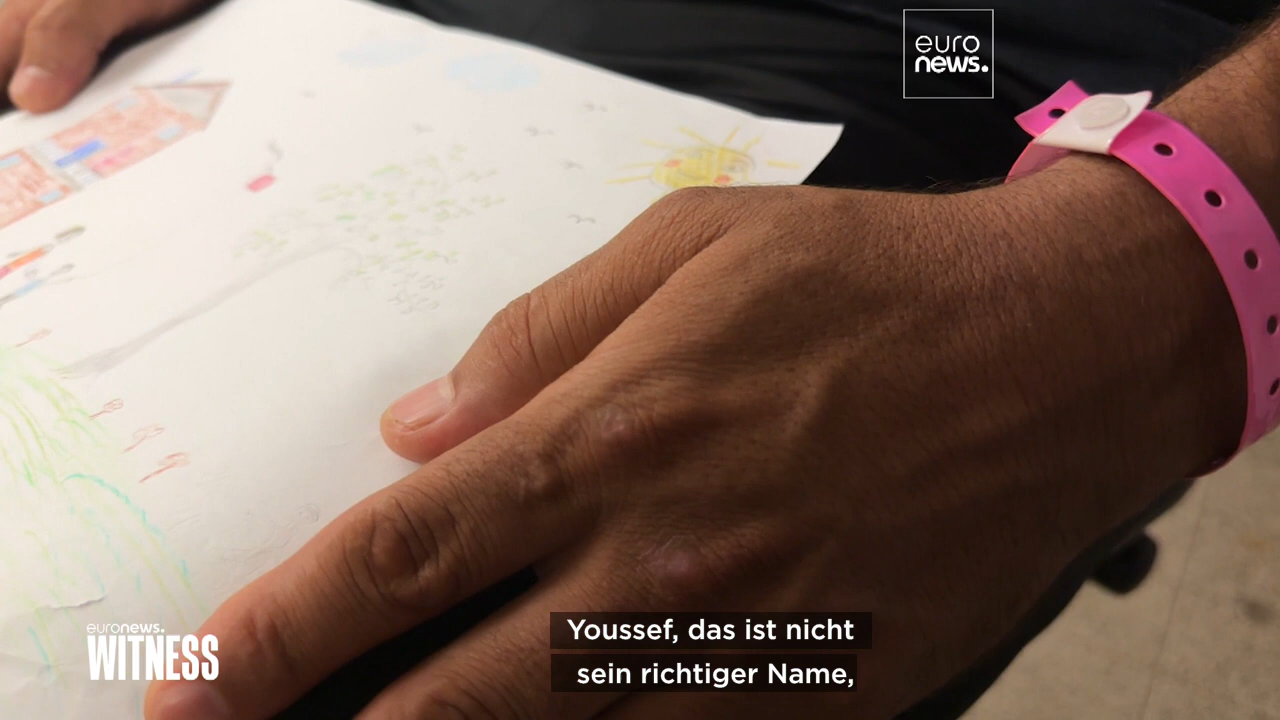 euro
news.
euronews.
WITNESS
Youssef, das ist nicht
sein richtiger Name,